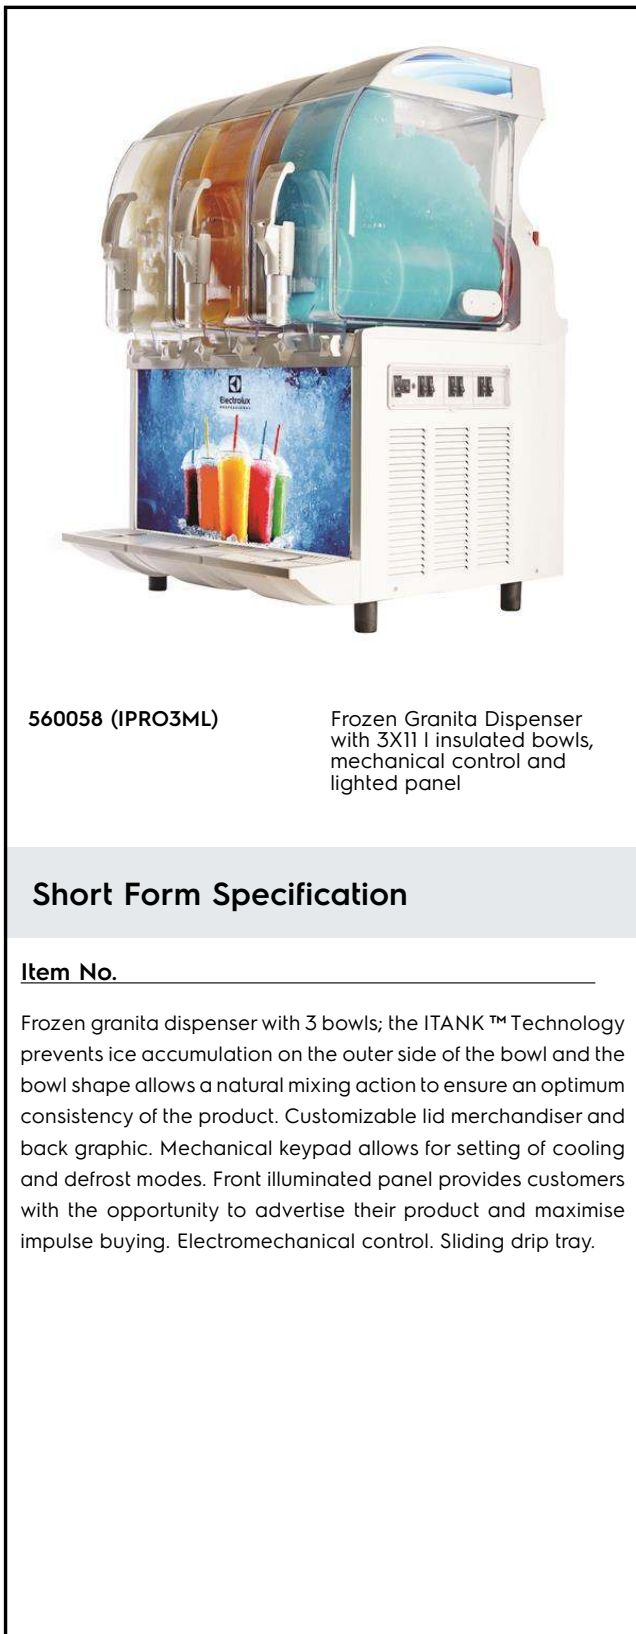 Electrolux
PROFESSIONAL
560058 (IPRO3ML)
Frozen Granita Dispenser
with 3X11 l insulated bowls,
mechanical control and
lighted panel
Short Form Specification
Item No.
Frozen granita dispenser with 3 bowls; the ITANK ™ Technology
prevents ice accumulation on the outer side of the bowl and the
bowl shape allows a natural mixing action to ensure an optimum
consistency of the product. Customizable lid merchandiser and
back graphic. Mechanical keypad allows for setting of cooling
and defrost modes. Front illuminated panel provides customers
with the opportunity to advertise their product and maximise
impulse buying. Electromechanical control. Sliding drip tray.